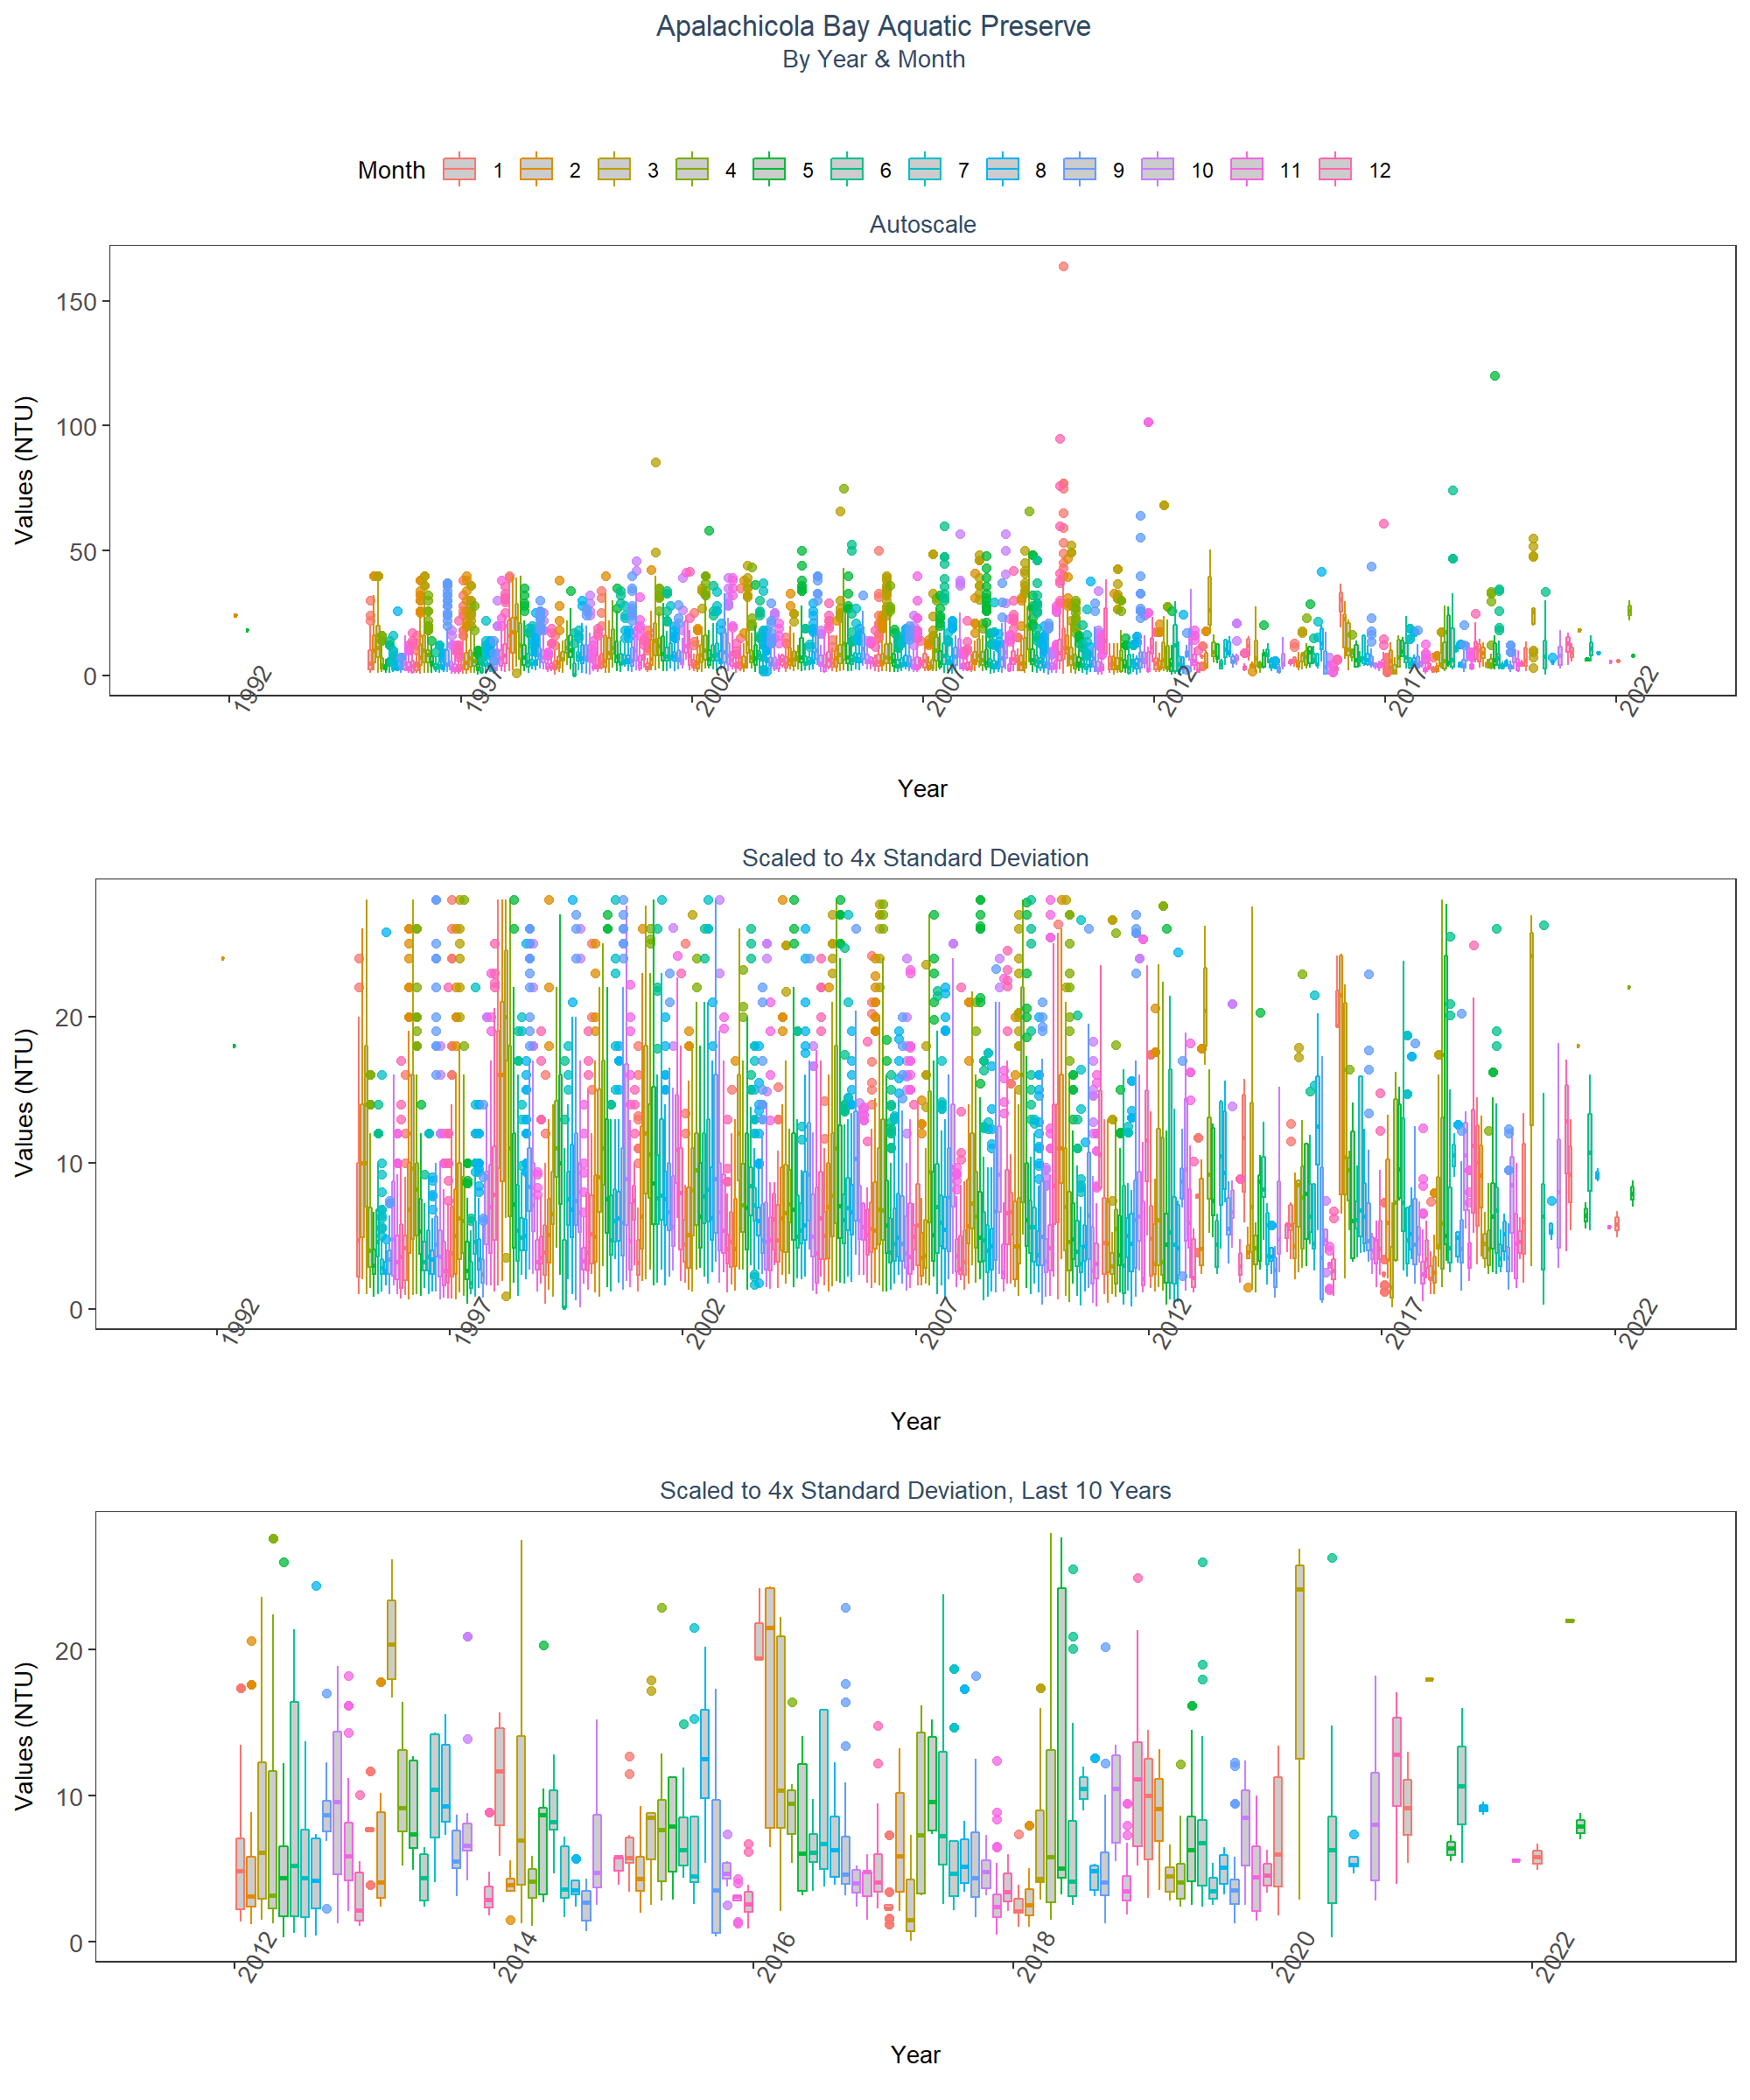 Apalachicola Bay Aquatic Preserve
By Year & Month
Month 1 2 3 4 5 6 7 8 9 10 11 12
Autoscale
Values (NTU)
150
100
50
0
1992 1997 2002 2007 2012 2017 2022
Year
Scaled to 4x Standard Deviation
Values (NTU)
20
10
0
1992 1997 2002 2007 2012 2017 2022
Year
Scaled to 4x Standard Deviation, Last 10 Years
Values (NTU)
20
10
0
2012 2014 2016 2018 2020 2022
Year